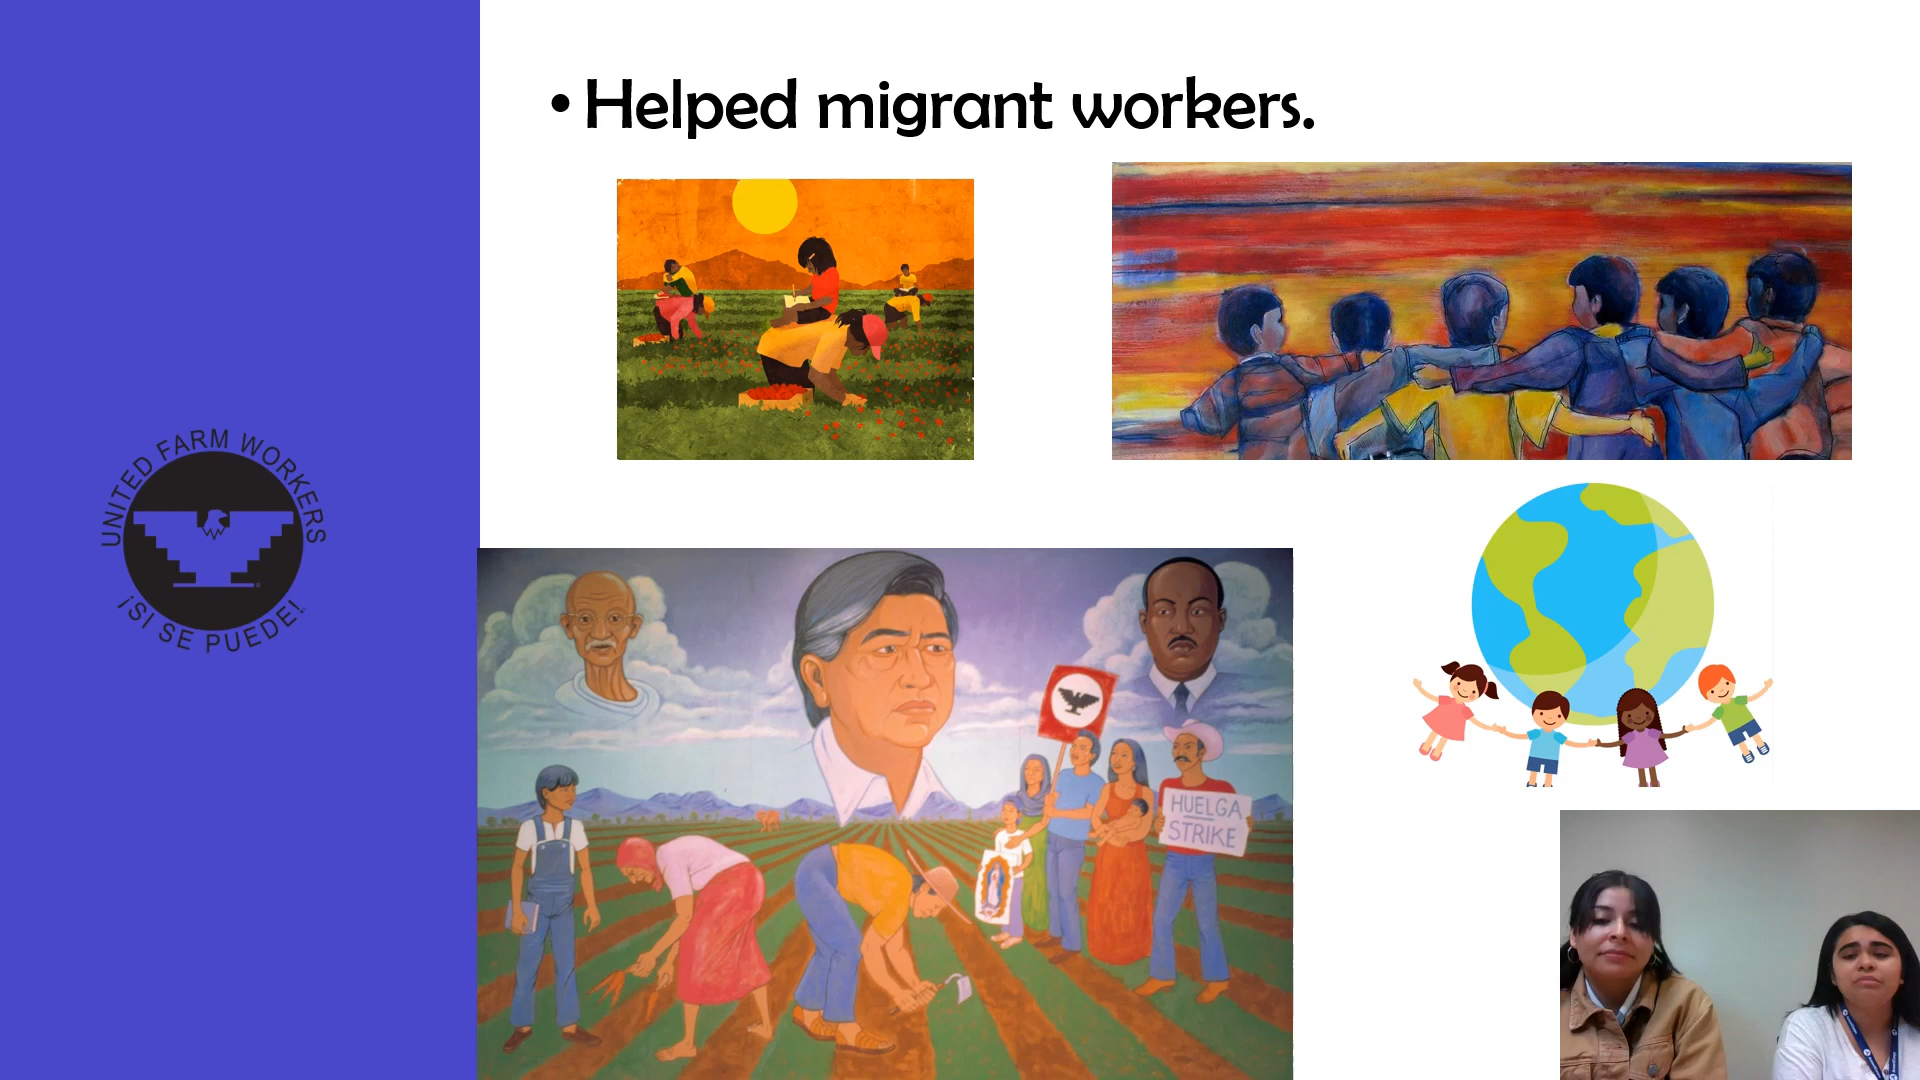 • Helped migrant workers.
UNITED FARM WORKERS
¡SI SE PUEDE!
HUELGA
STRIKE